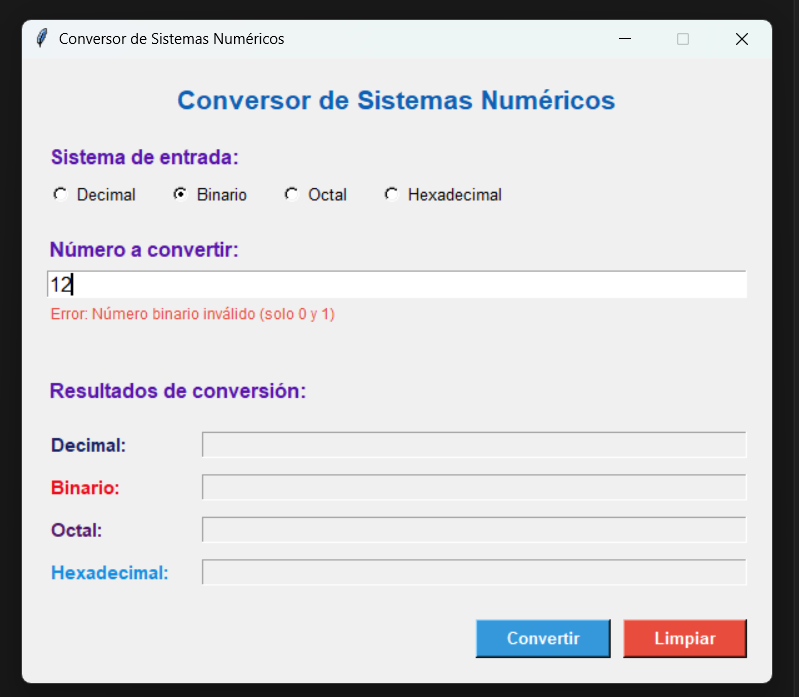 Conversor de Sistemas Numéricos
Conversor de Sistemas Numéricos
Sistema de entrada:
Decimal Binario Octal Hexadecimal
Número a convertir:
12
Error: Número binario inválido (solo 0 y 1)
Resultados de conversión:
Decimal:
Binario:
Octal:
Hexadecimal:
Convertir Limpiar